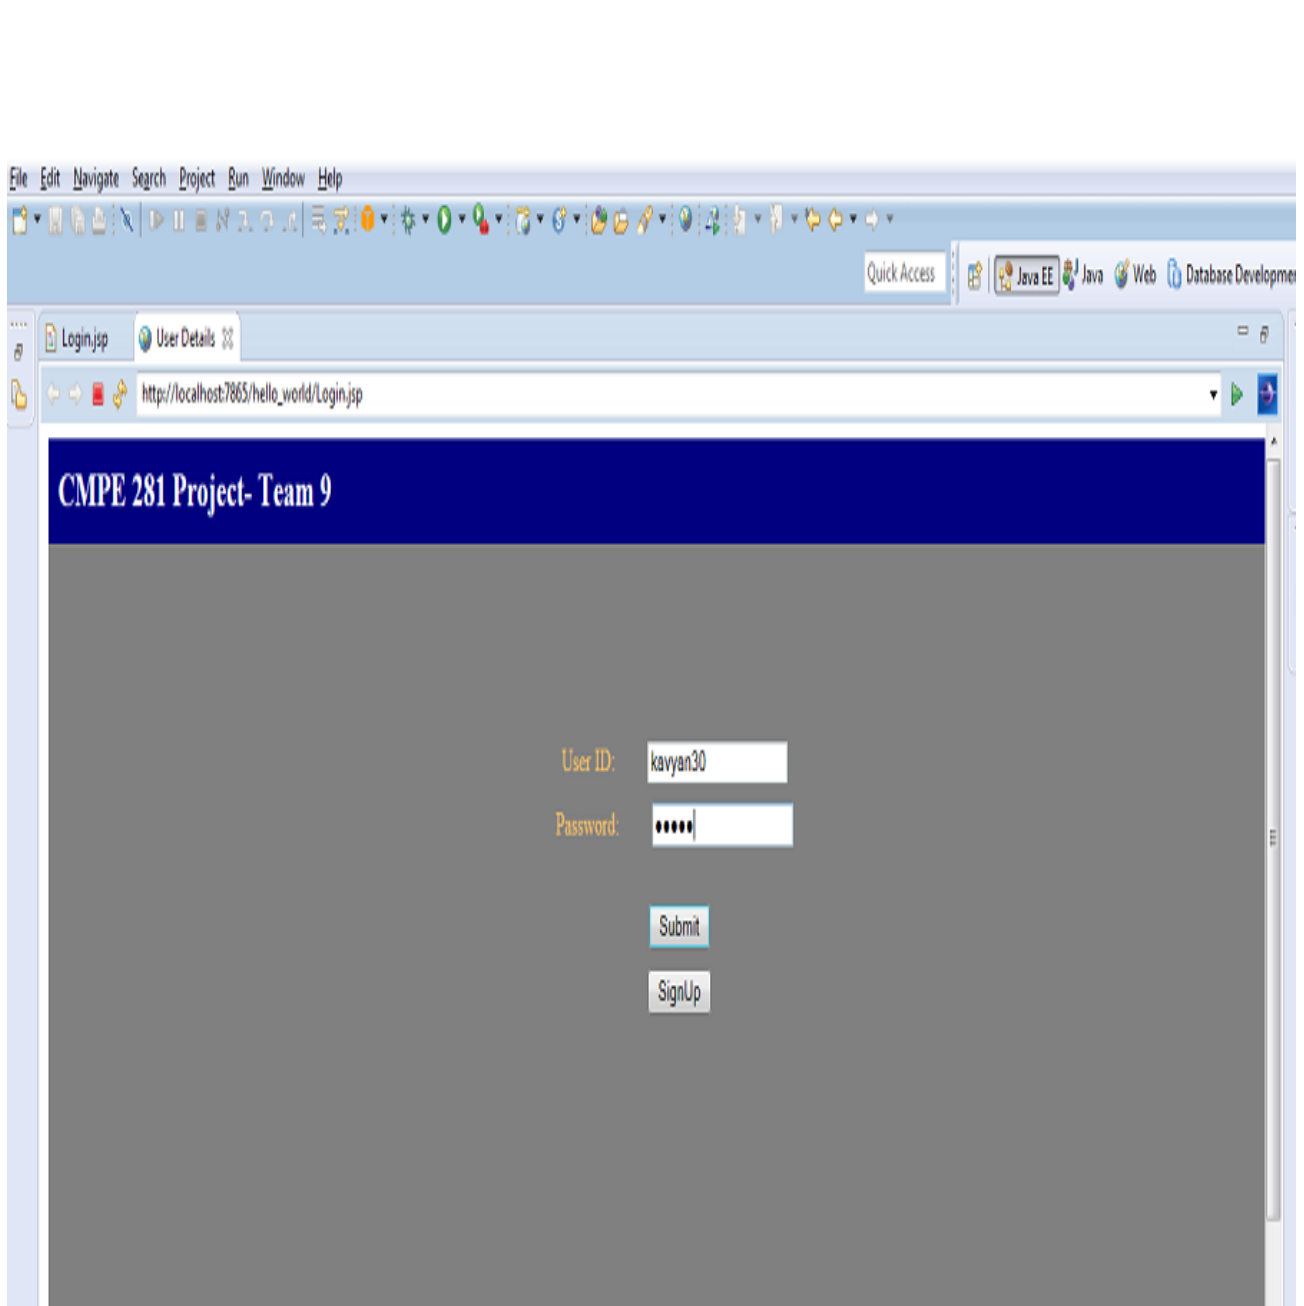 File Edit Navigate Search Project Run Window Help
Quick Access Java EE Java Web Database Developme
Login.jsp User Details
http://localhost:7865/hello_world/Login.jsp
CMPE 281 Project- Team 9
User ID: kavyan30
Password: •••••
Submit
SignUp